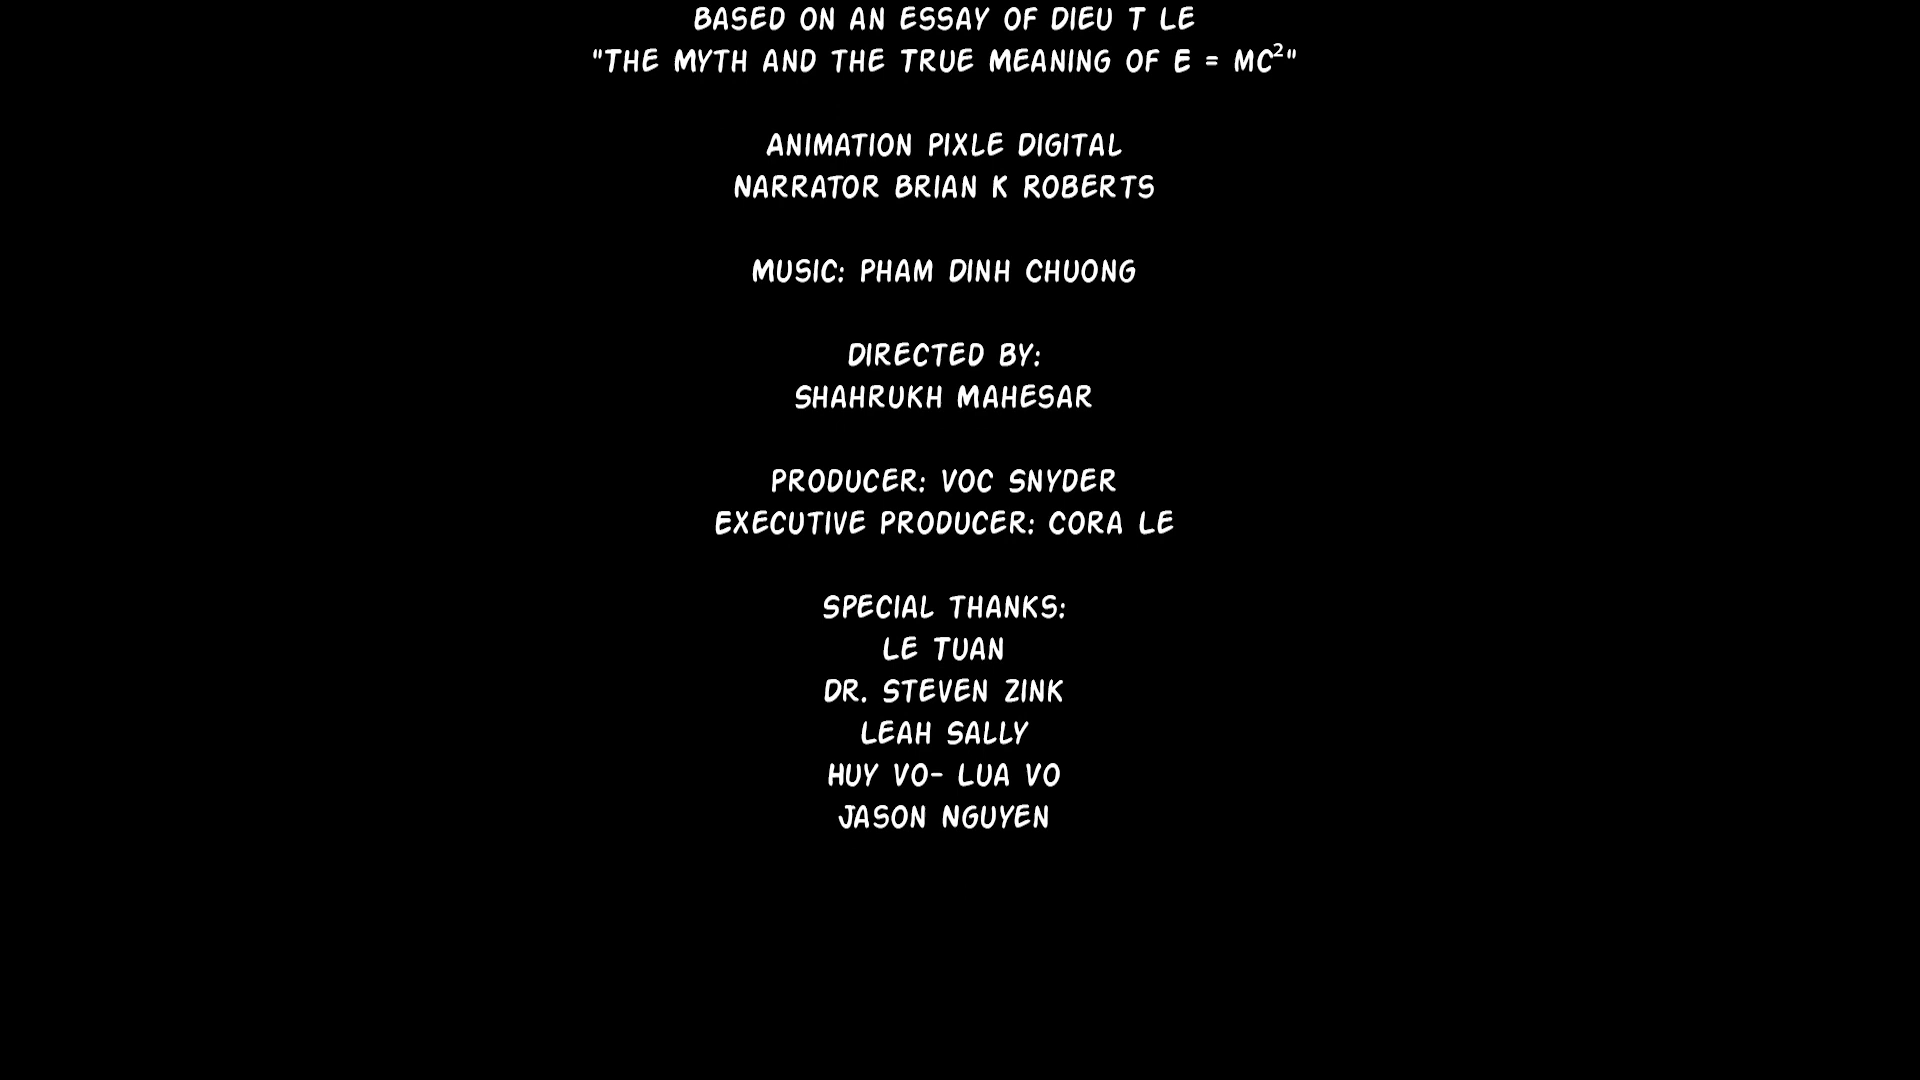 BASED ON AN ESSAY OF DIEU T LE
"THE MYTH AND THE TRUE MEANING OF E = MC²"
ANIMATION PIXLE DIGITAL
NARRATOR BRIAN K ROBERTS
MUSIC: PHAM DINH CHUONG
DIRECTED BY:
SHAHRUKH MAHESAR
PRODUCER: VOC SNYDER
EXECUTIVE PRODUCER: CORA LE
SPECIAL THANKS:
LE TUAN
DR. STEVEN ZINK
LEAH SALLY
HUY VO- LUA VO
JASON NGUYEN